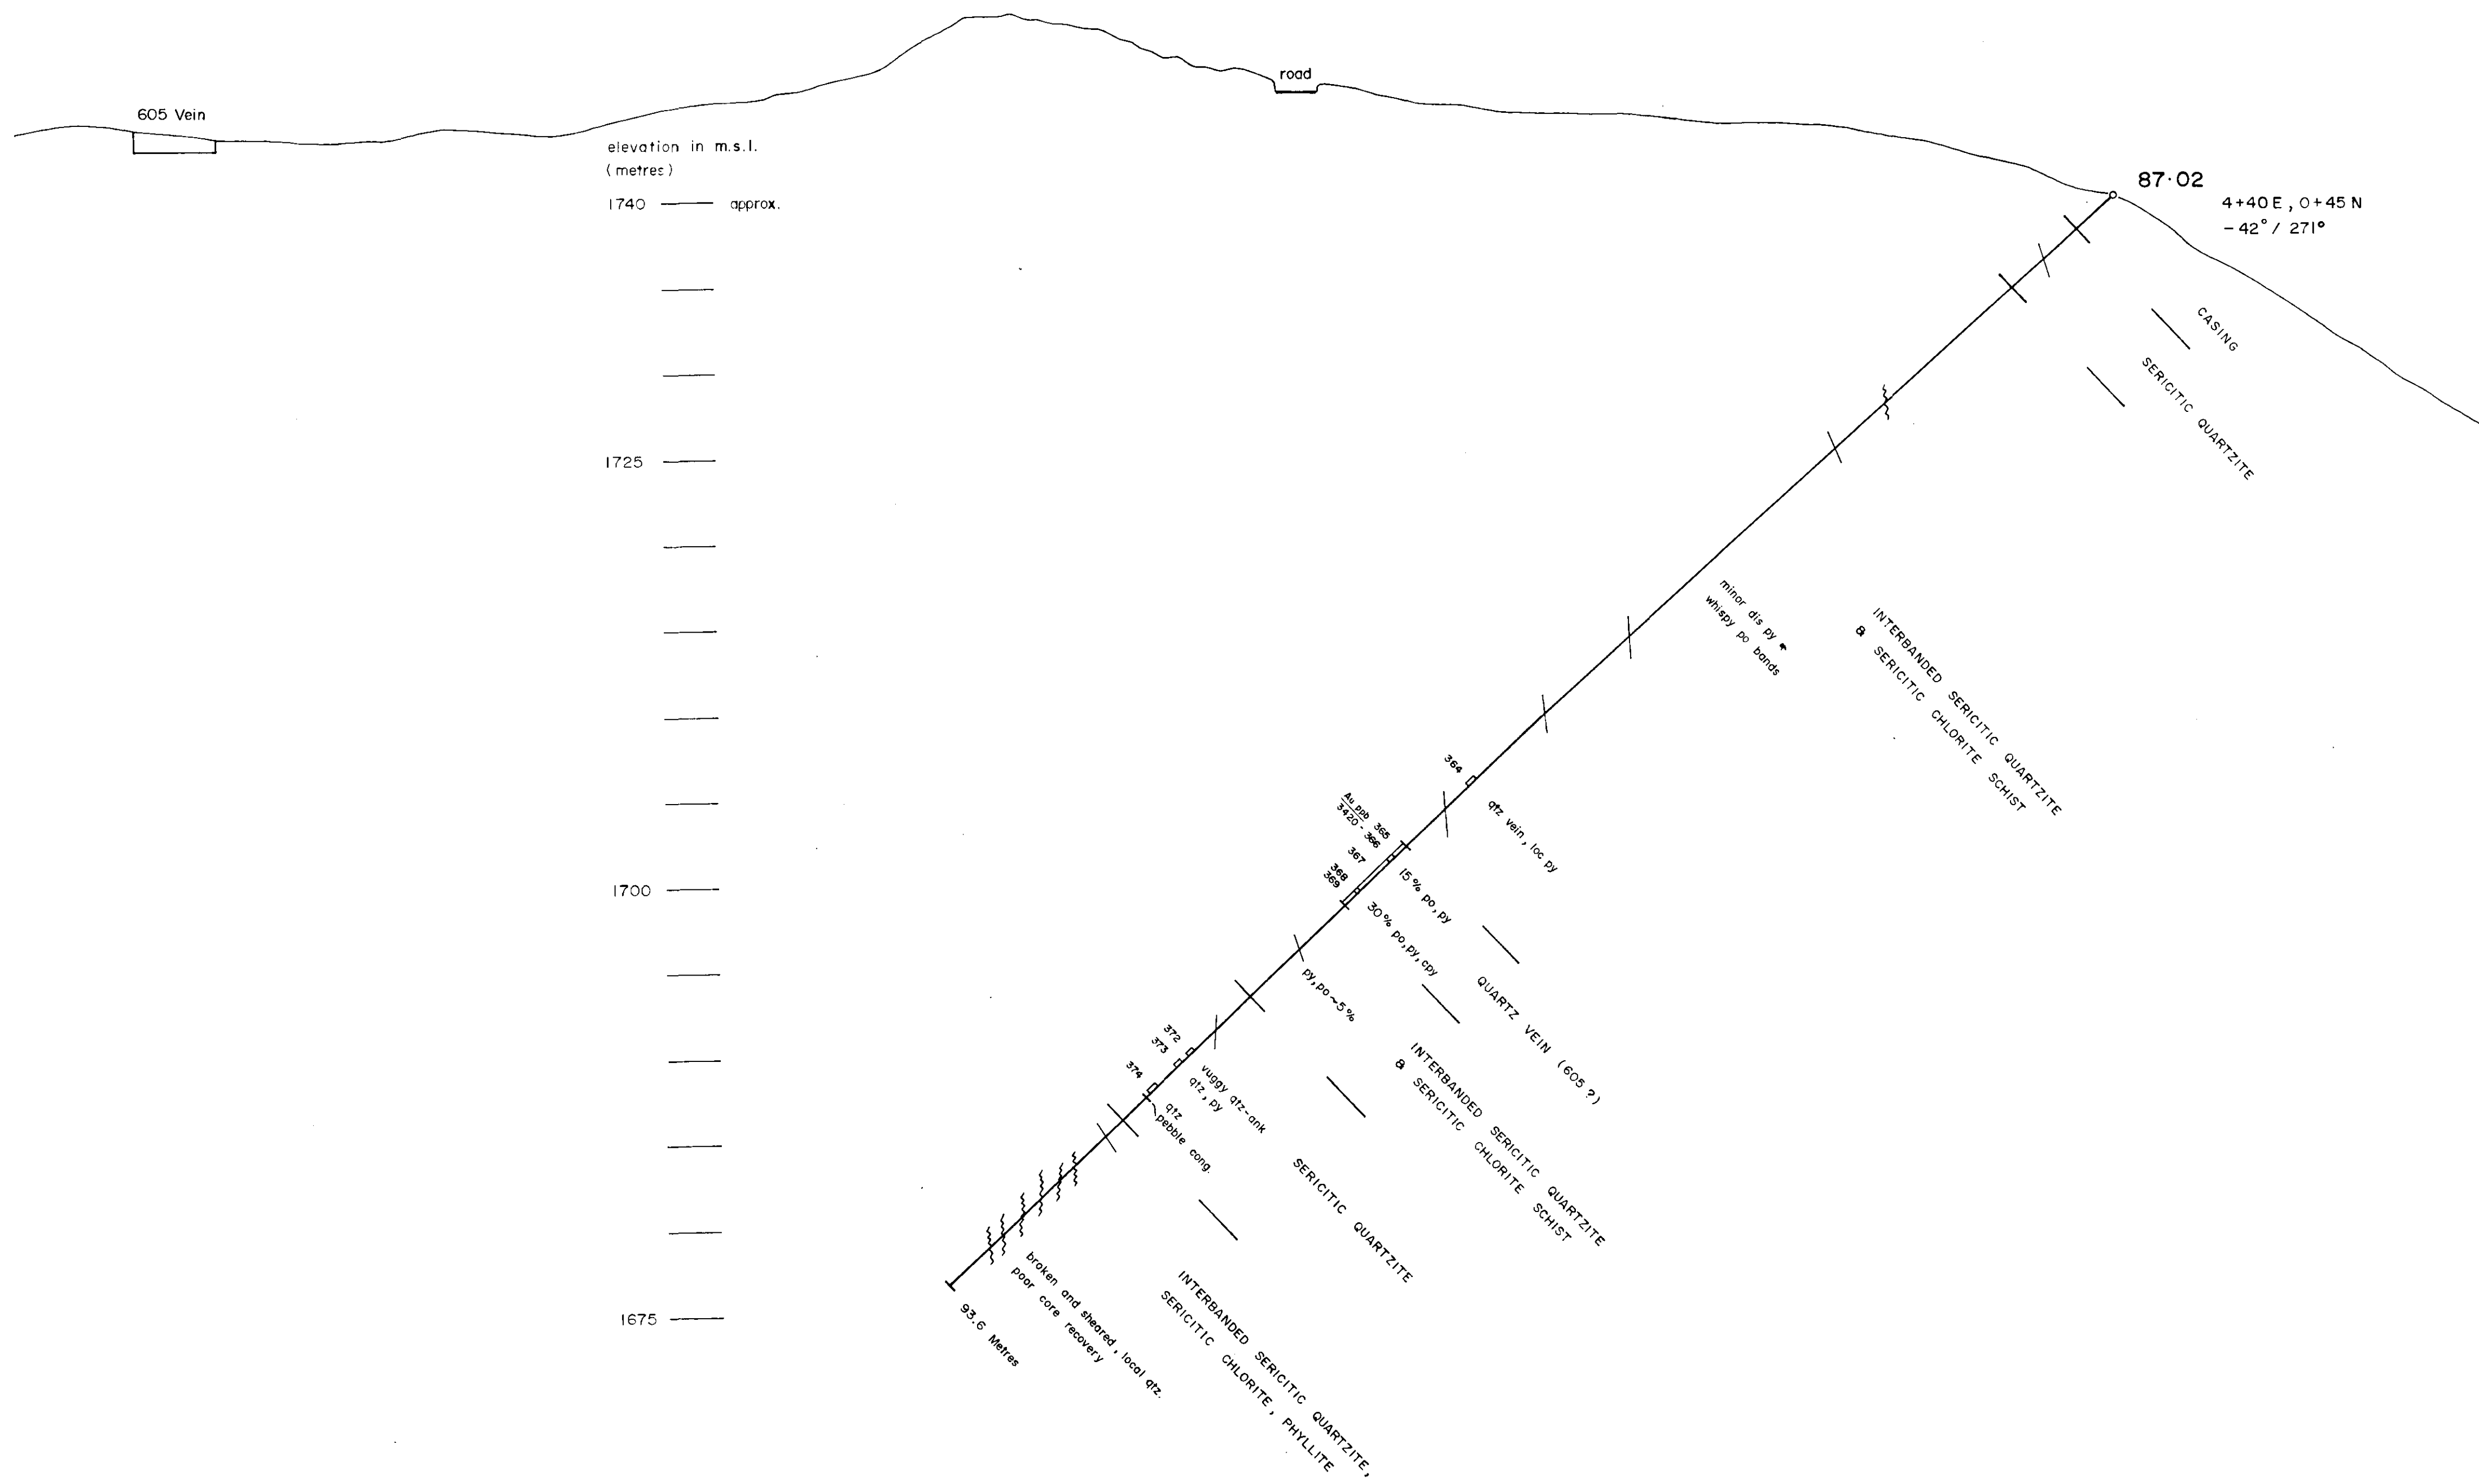 road
605 Vein
elevation in m.s.l.
(metres)
1740 approx.
87·02
4+40 E, 0+45 N
-42° / 271°
CASING
SERICITIC QUARTZITE
1725
minor dis py &
whispy po bands
INTERBANDED SERICITIC QUARTZITE
& SERICITIC CHLORITE SCHIST
364
qtz vein, loc py
Au ppb 365
3420 - 366
367
368
369
15% po, py
30% po, py, cpy
QUARTZ VEIN (605 ?)
1700
py, po ~5%
INTERBANDED SERICITIC QUARTZITE
& SERICITIC CHLORITE SCHIST
372
373
374
vuggy qtz-ank
qtz, py
qtz
pebble cong.
SERICITIC QUARTZITE
broken and sheared, local qtz.
poor core recovery
INTERBANDED SERICITIC QUARTZITE,
SERICITIC CHLORITE, PHYLLITE
1675
93.6 Metres